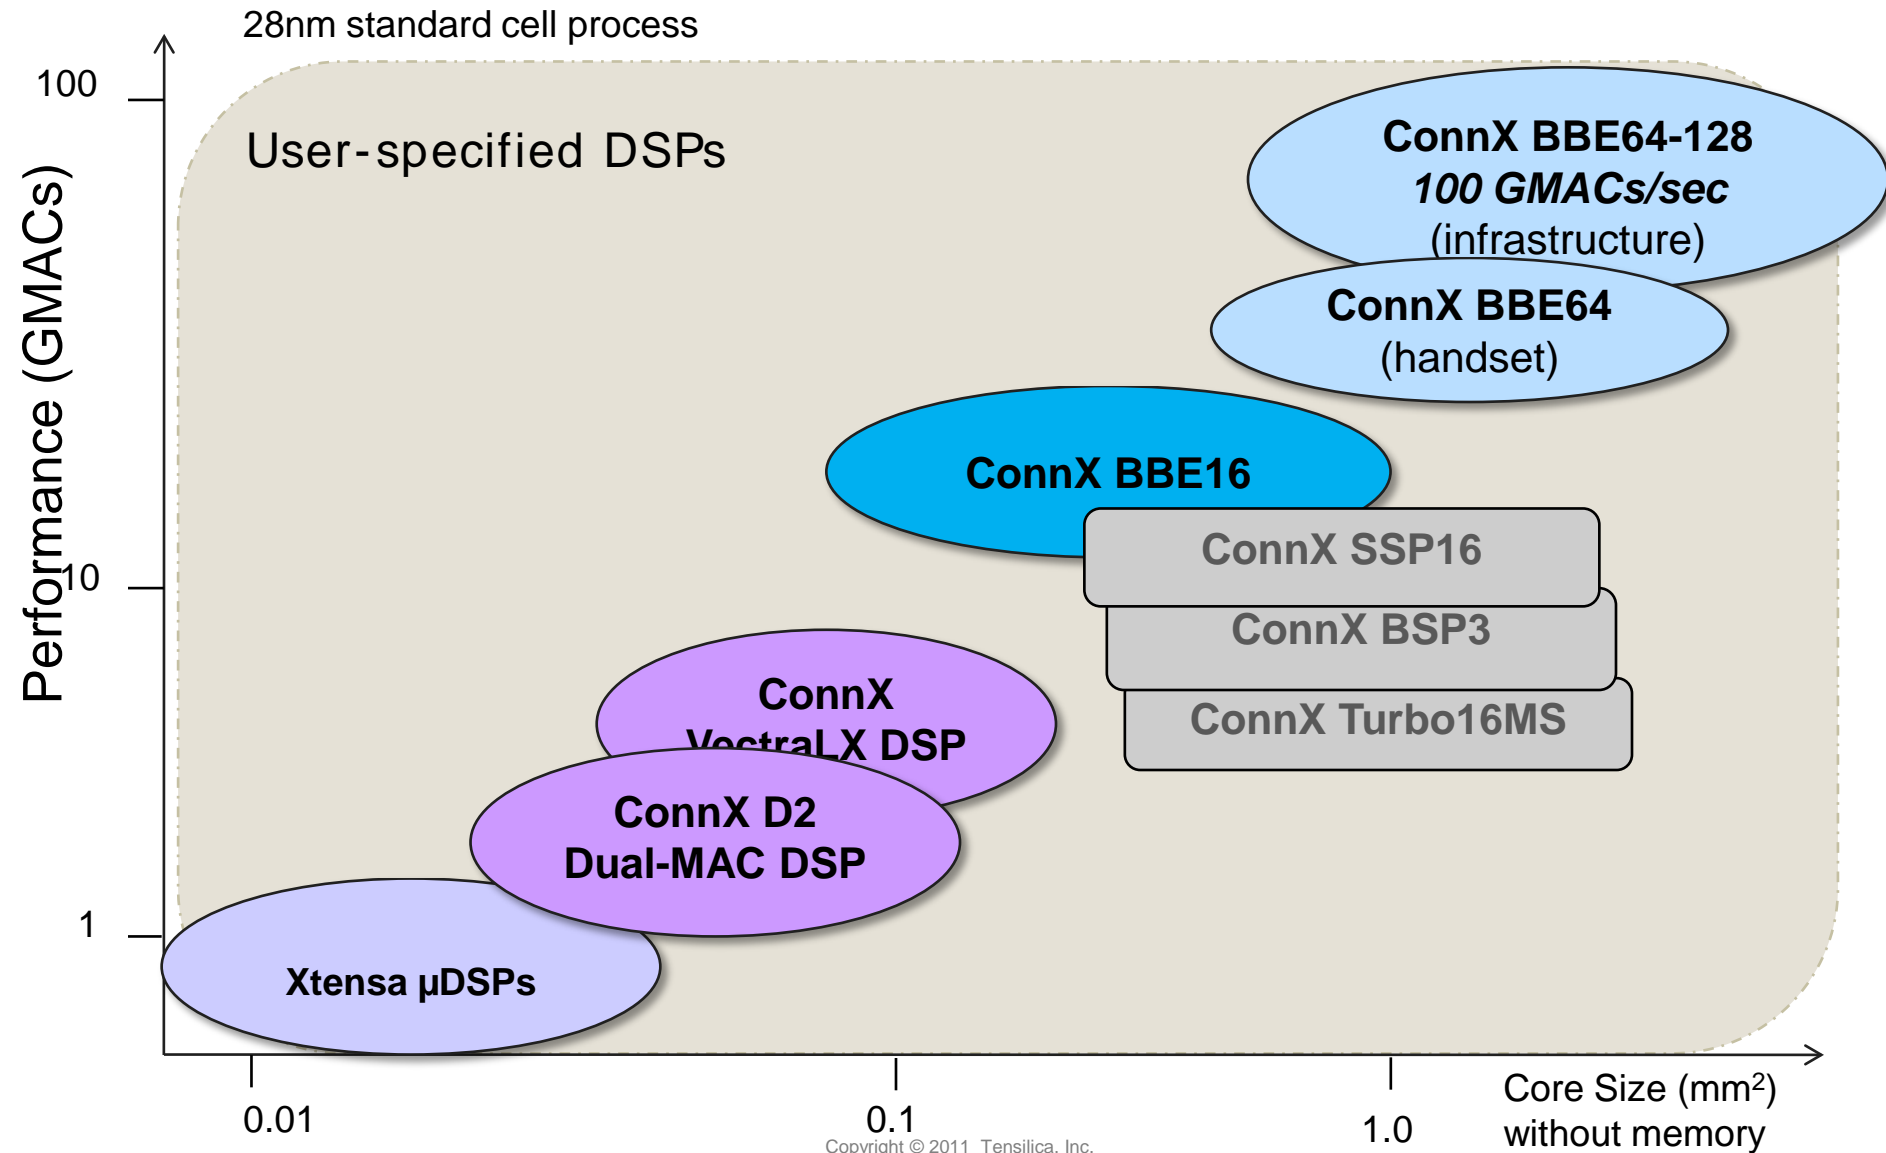 28nm standard cell process
100
User-specified DSPs
ConnX BBE64-128
100 GMACs/sec
(infrastructure)
ConnX BBE64
(handset)
Performance (GMACs)
ConnX BBE16
ConnX SSP16
10
ConnX BSP3
ConnX
VectraLX DSP
ConnX Turbo16MS
ConnX D2
Dual-MAC DSP
1
Xtensa µDSPs
0.01
0.1
1.0
Core Size (mm²)
without memory
Copyright © 2011 Tensilica, Inc.